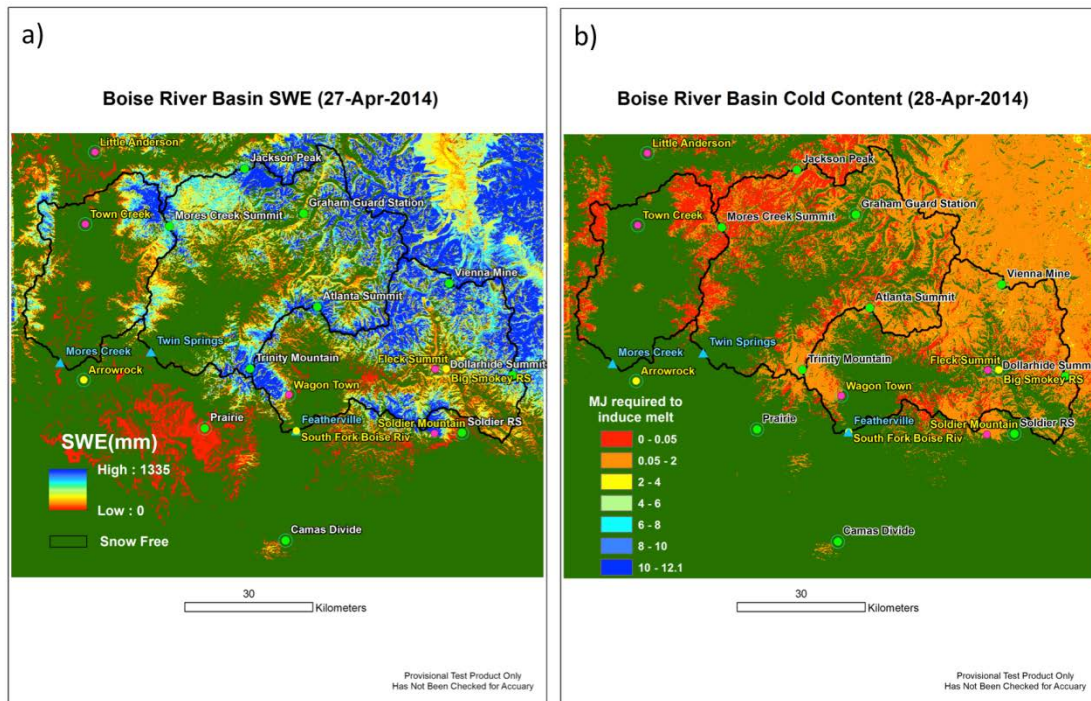 a)
Boise River Basin SWE (27-Apr-2014)
Little Anderson
Jackson Peak
Town Creek
Mores Creek Summit
Graham Guard Station
Vienna Mine
Atlanta Summit
Twin Springs
Mores Creek
Trinity Mountain
Fleck Summit
Dollarhide Summit
Arrowrock
Big Smokey RS
Wagon Town
Prairie
Featherville
Soldier Mountain
Soldier RS
South Fork Boise Riv
SWE(mm)
High : 1335
Low : 0
Snow Free
Camas Divide
30
Kilometers
Provisional Test Product Only
Has Not Been Checked for Accuary
b)
Boise River Basin Cold Content (28-Apr-2014)
Little Anderson
Jackson Peak
Town Creek
Mores Creek Summit
Graham Guard Station
Vienna Mine
Atlanta Summit
Twin Springs
Mores Creek
Trinity Mountain
Fleck Summit
Dollarhide Summ
Arrowrock
Big Smokey RS
Wagon Town
MJ required to
induce melt
Prairie
Featherville
Soldier Mountain
Soldier RS
South Fork Boise Riv
0 - 0.05
0.05 - 2
2 - 4
4 - 6
6 - 8
8 - 10
10 - 12.1
Camas Divide
30
Kilometers
Provisional Test Product Only
Has Not Been Checked for Accuary